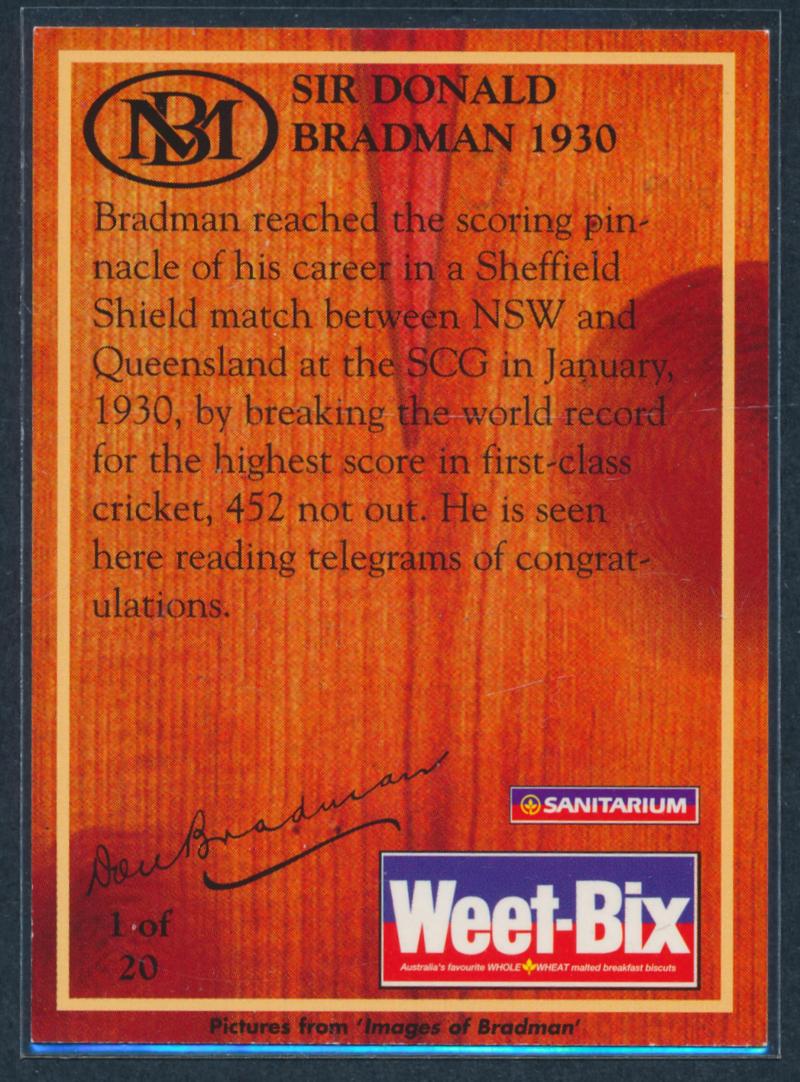 BM
SIR DONALD
BRADMAN 1930
Bradman reached the scoring pin-
nacle of his career in a Sheffield
Shield match between NSW and
Queensland at the SCG in January,
1930, by breaking the world record
for the highest score in first-class
cricket, 452 not out. He is seen
here reading telegrams of congrat-
ulations.
Don Bradman
SANITARIUM
Weet-Bix
Australia's favourite WHOLE WHEAT malted breakfast biscuts
1 of
20
Pictures from 'Images of Bradman'